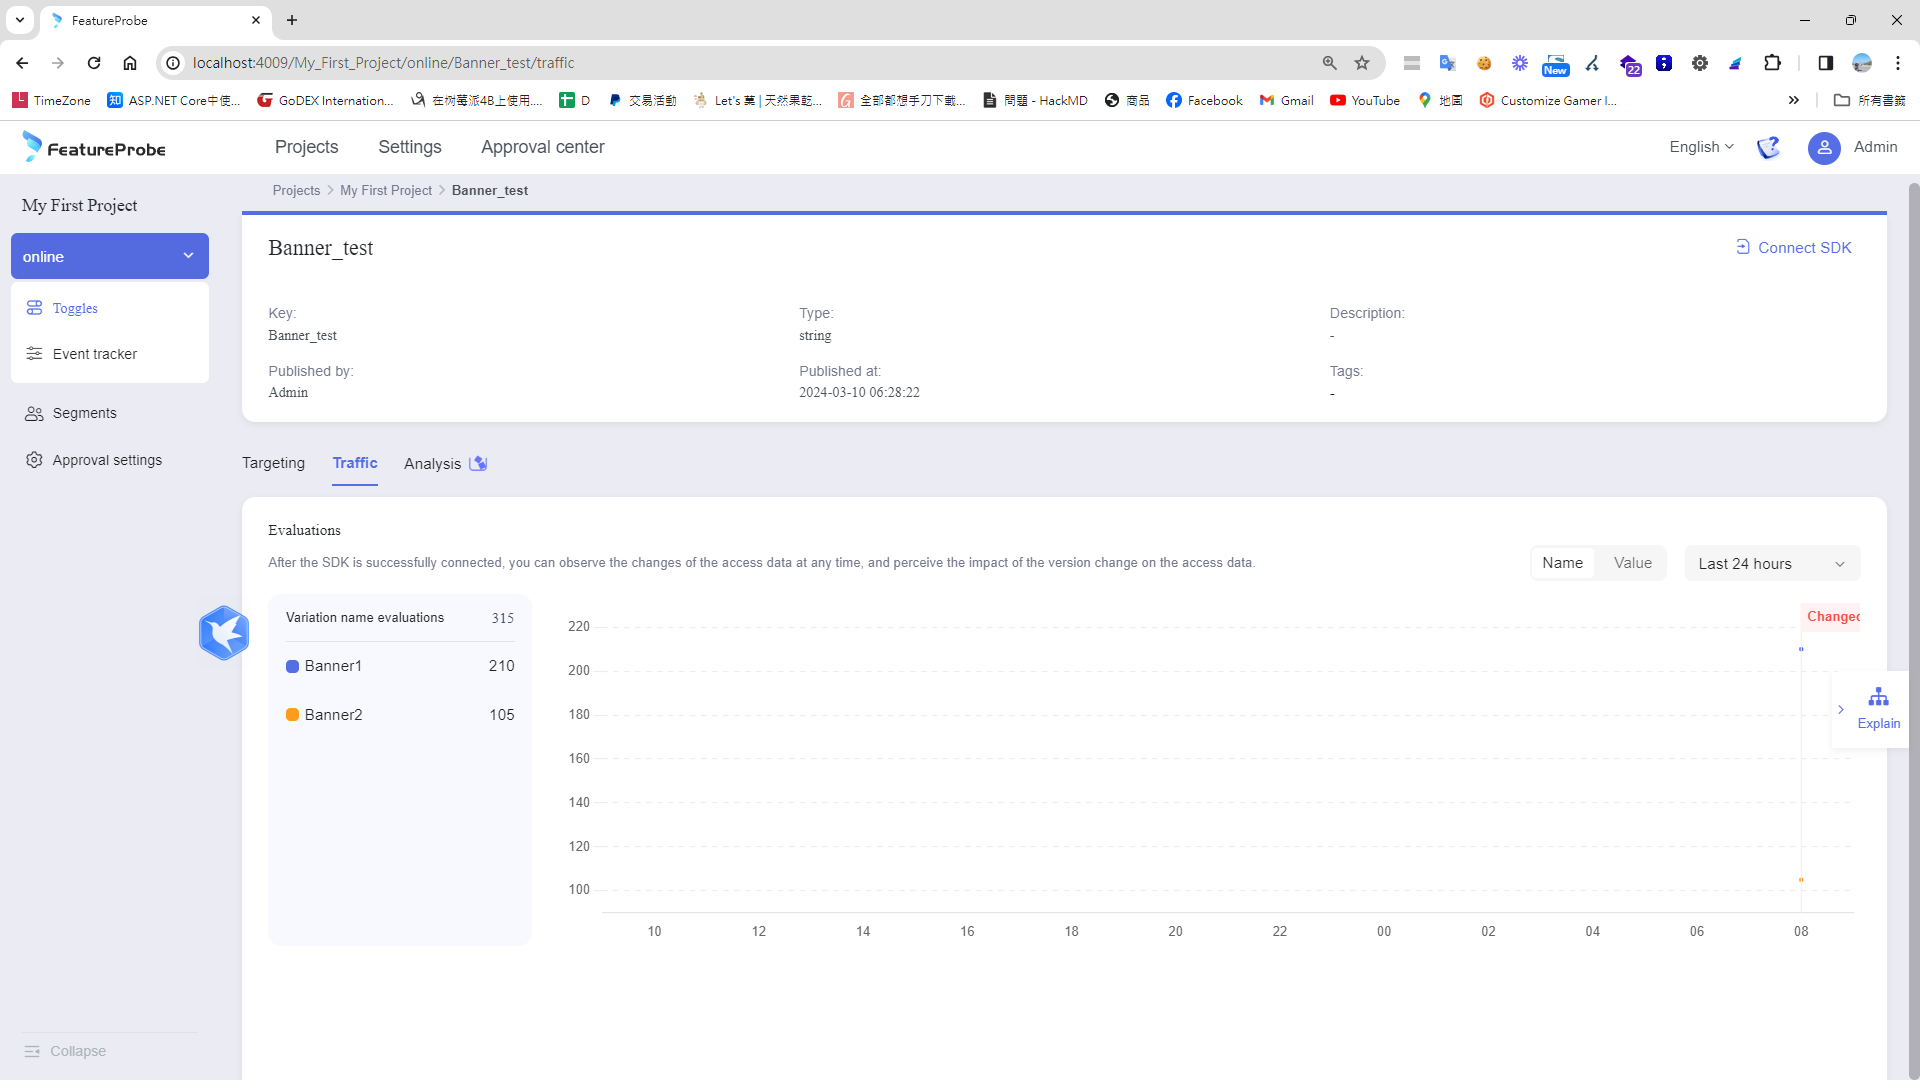 FeatureProbe
localhost:4009/My_First_Project/online/Banner_test/traffic
New
22
TimeZone
知
ASP.NET Core中使...
GoDEX Internation...
在树莓派4B上使用....
D
交易活動
Let's 菓 | 天然果乾...
全部都想手刀下載...
問題 - HackMD
商品
Facebook
Gmail
YouTube
地圖
Customize Gamer I...
所有書籤
FeatureProbe
Projects
Settings
Approval center
English
Admin
My First Project
online
Toggles
Event tracker
Segments
Approval settings
Collapse
Projects > My First Project > Banner_test
Banner_test
Connect SDK
Key:
Banner_test
Type:
string
Description:
-
Published by:
Admin
Published at:
2024-03-10 06:28:22
Tags:
-
Targeting
Traffic
Analysis
Evaluations
After the SDK is successfully connected, you can observe the changes of the access data at any time, and perceive the impact of the version change on the access data.
Name
Value
Last 24 hours
Variation name evaluations 315
Banner1 210
Banner2 105
Changed
220
200
180
160
140
120
100
10 12 14 16 18 20 22 00 02 04 06 08
Explain